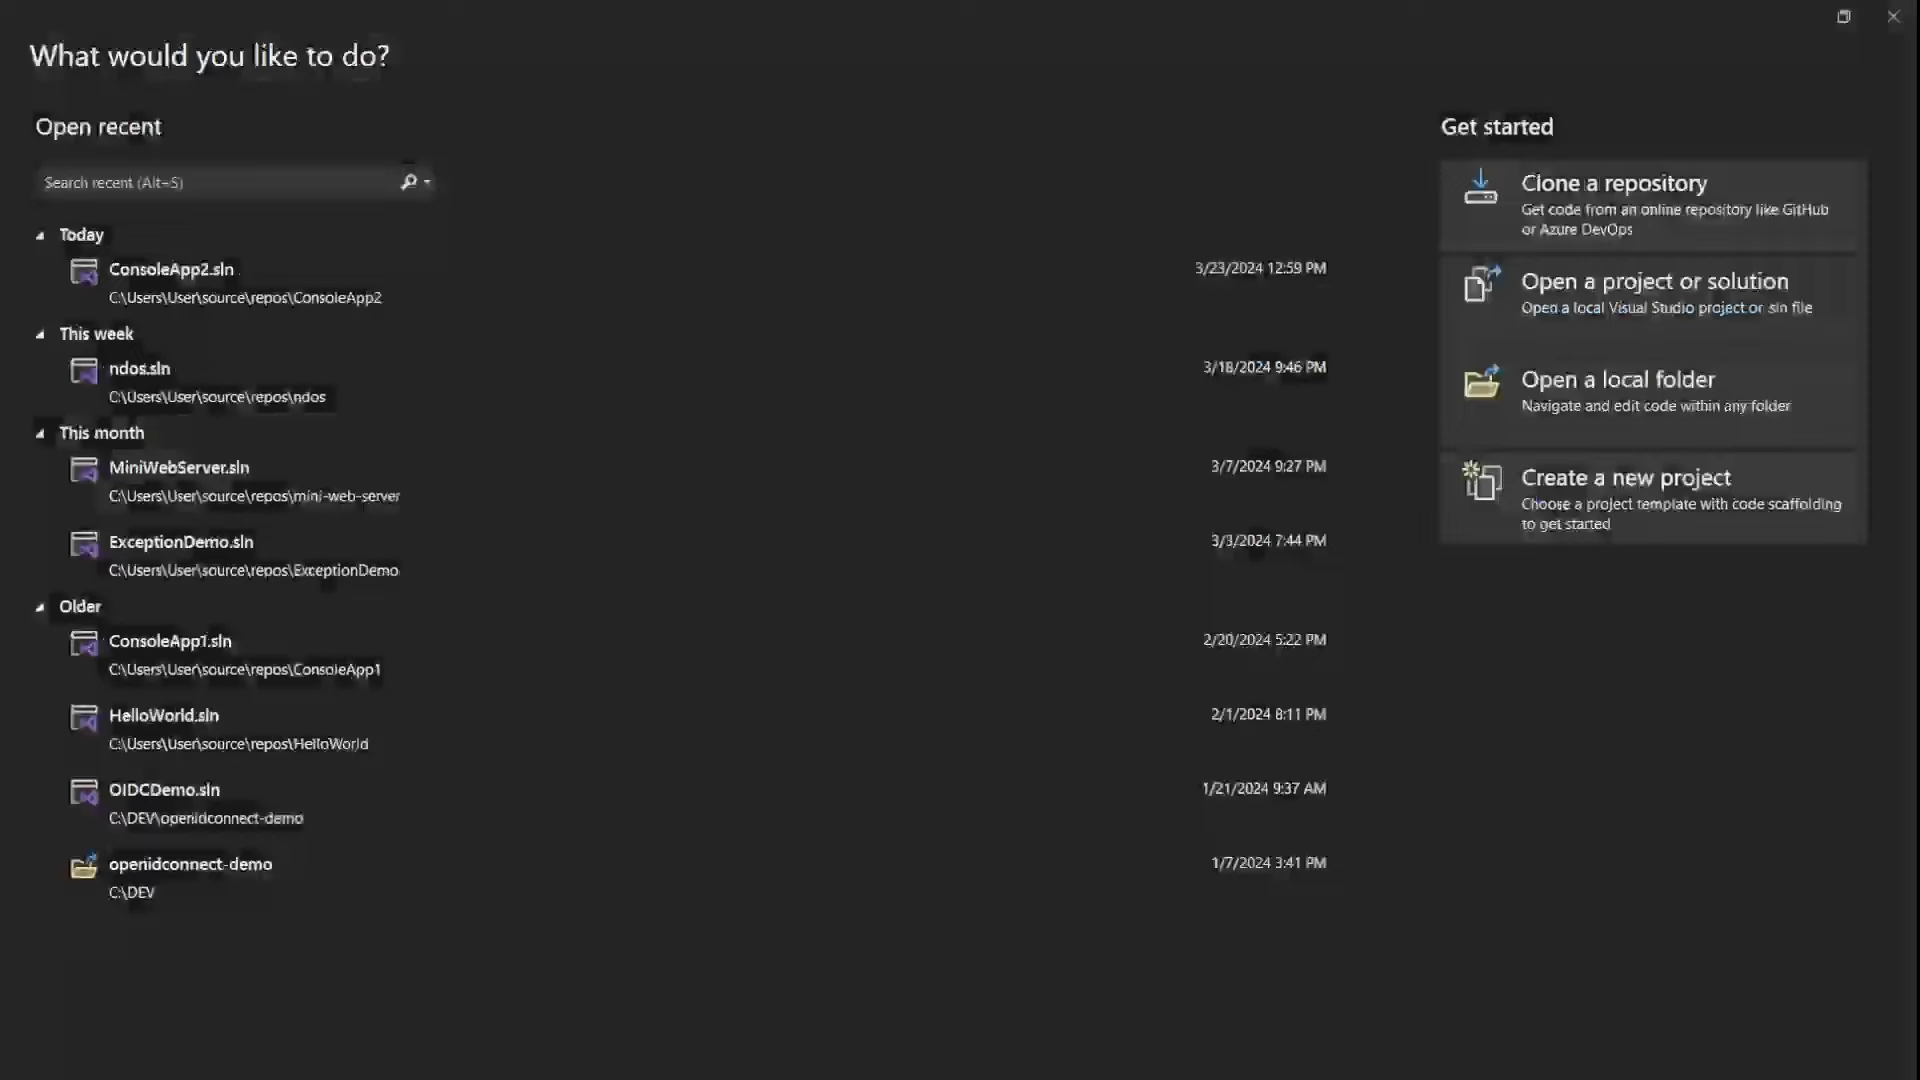 What would you like to do?
Open recent
Search recent (Alt+S)
Today
ConsoleApp2.sln
3/23/2024 12:59 PM
C:\Users\User\source\repos\ConsoleApp2
This week
ndos.sln
3/18/2024 9:46 PM
C:\Users\User\source\repos\ndos
This month
MiniWebServer.sln
3/7/2024 9:27 PM
C:\Users\User\source\repos\mini-web-server
ExceptionDemo.sln
3/3/2024 7:44 PM
C:\Users\User\source\repos\ExceptionDemo
Older
ConsoleApp1.sln
2/20/2024 5:22 PM
C:\Users\User\source\repos\ConsoleApp1
HelloWorld.sln
2/1/2024 8:11 PM
C:\Users\User\source\repos\HelloWorld
OIDCDemo.sln
1/21/2024 9:37 AM
C:\DEV\openidconnect-demo
openidconnect-demo
1/7/2024 3:41 PM
C:\DEV
Get started
Clone a repository
Get code from an online repository like GitHub
or Azure DevOps
Open a project or solution
Open a local Visual Studio project or .sln file
Open a local folder
Navigate and edit code within any folder
Create a new project
Choose a project template with code scaffolding
to get started